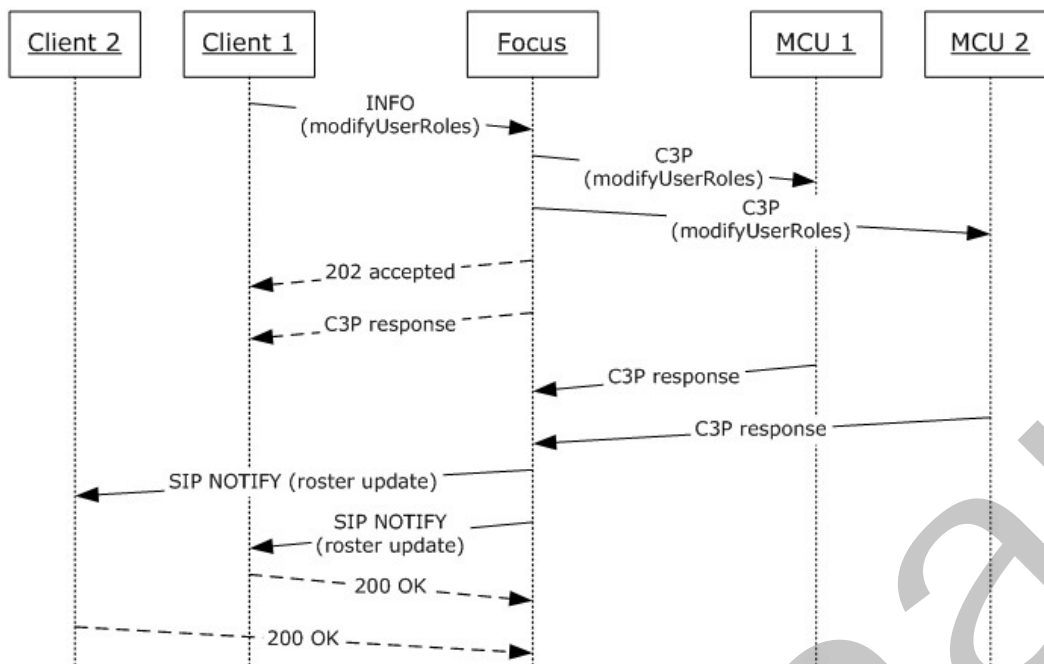 Client 2
Client 1
Focus
MCU 1
MCU 2
INFO
(modifyUserRoles)
C3P
(modifyUserRoles)
C3P
(modifyUserRoles)
202 accepted
C3P response
C3P response
C3P response
SIP NOTIFY (roster update)
SIP NOTIFY
(roster update)
200 OK
200 OK